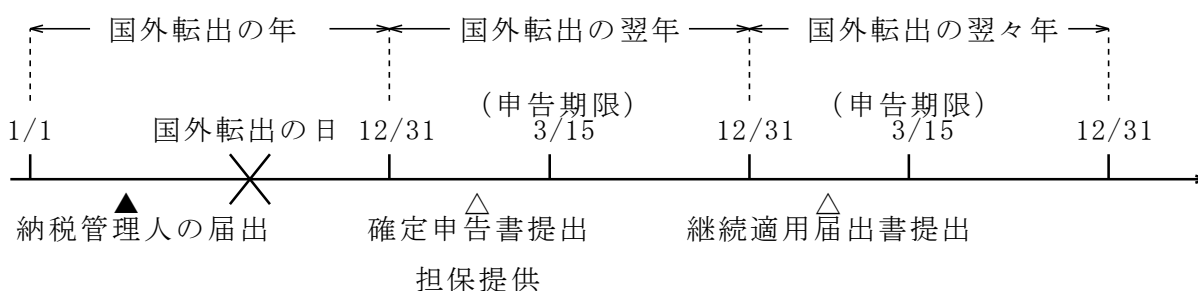 国外転出の年 国外転出の翌年 国外転出の翌々年
(申告期限) (申告期限)
1/1 国外転出の日 12/31 3/15 12/31 3/15 12/31
納税管理人の届出 確定申告書提出 継続適用届出書提出
担保提供